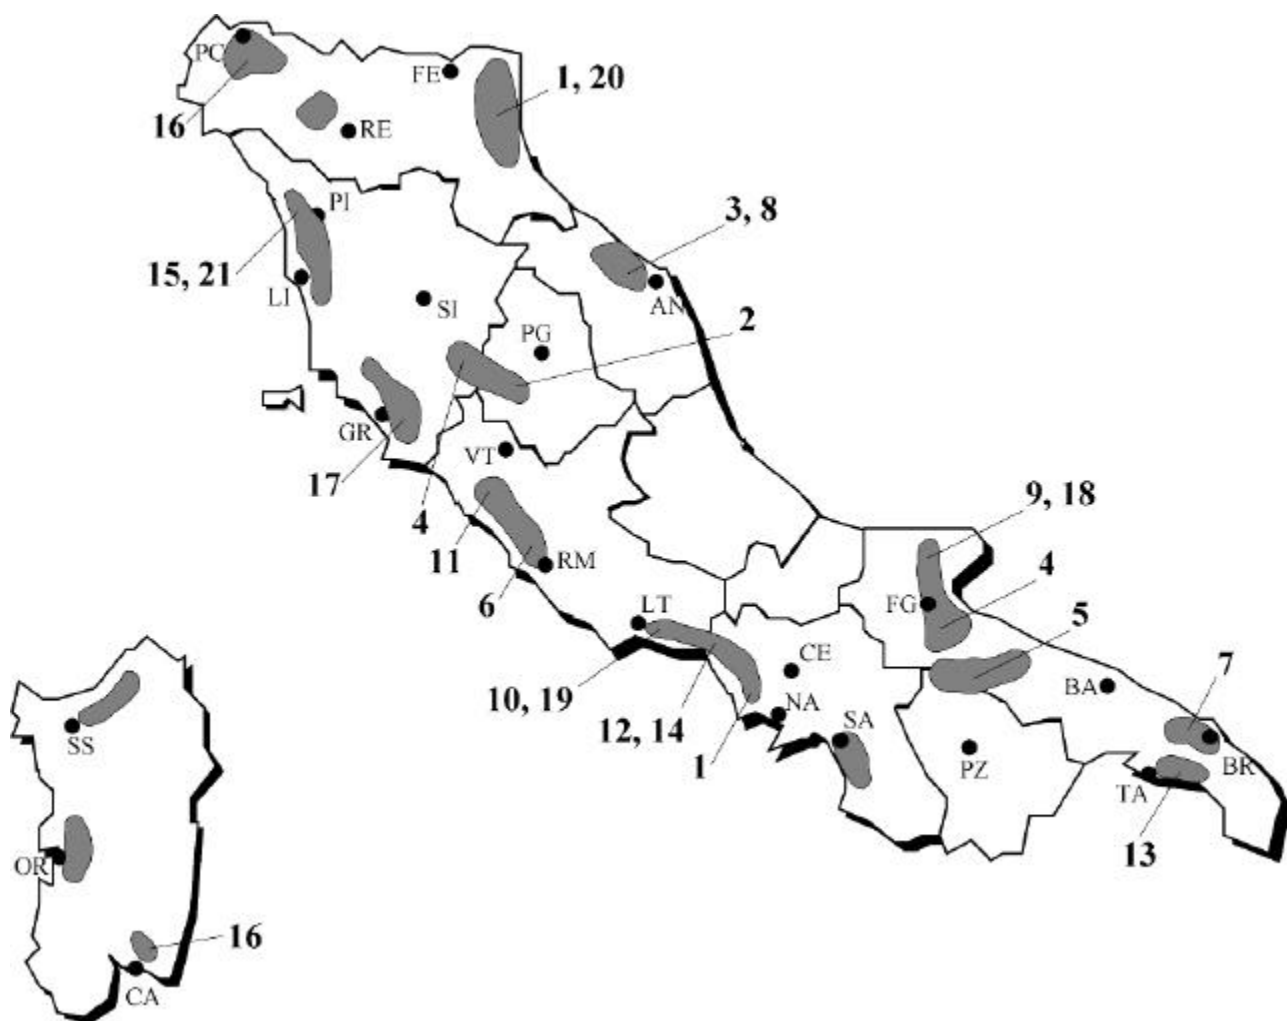 PC
FE
1, 20
16
RE
PI
3, 8
15, 21
LI
SI
AN
2
PG
GR
VT
17
4
11
9, 18
RM
4
6
LT
FG
5
CE
7
10, 19
12, 14
NA
SA
BA
SS
1
PZ
BR
TA
13
OR
16
CA